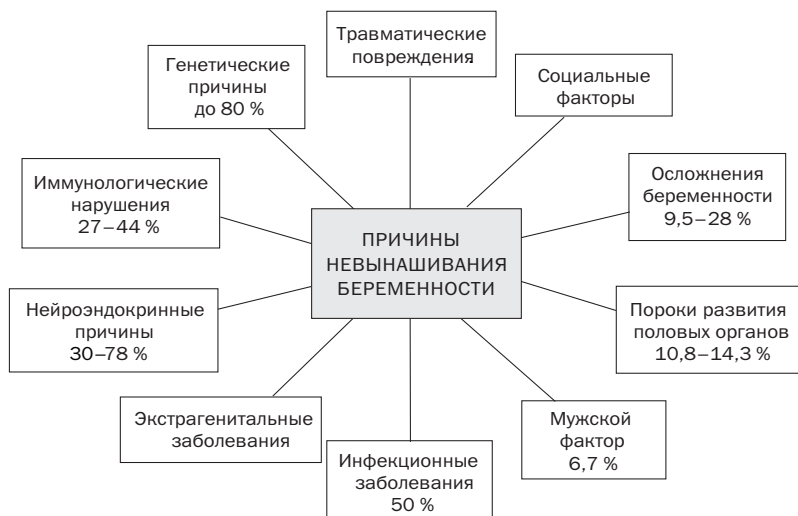 Травматические
повреждения
Генетические
причины
до 80 %
Социальные
факторы
Иммунологические
нарушения
27–44 %
Осложнения
беременности
9,5–28 %
ПРИЧИНЫ
НЕВЫНАШИВАНИЯ
БЕРЕМЕННОСТИ
Нейроэндокринные
причины
30–78 %
Пороки развития
половых органов
10,8–14,3 %
Экстрагенитальные
заболевания
Инфекционные
заболевания
50 %
Мужской
фактор
6,7 %